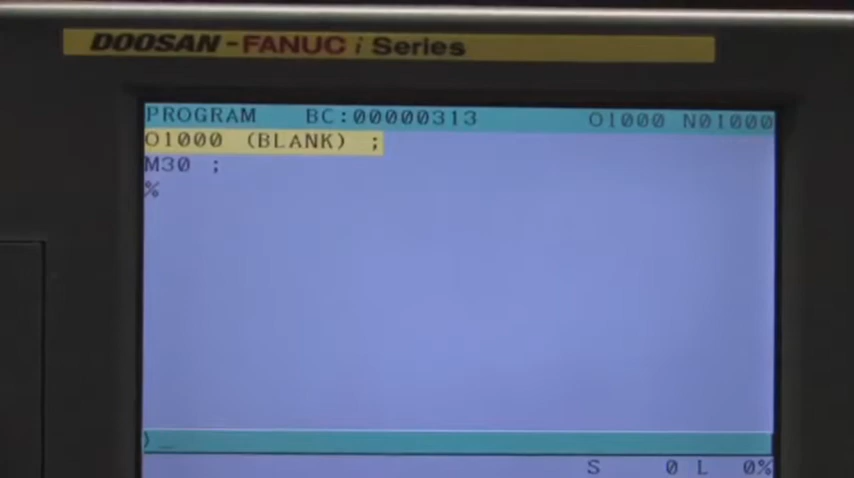 DOOSAN-FANUC i Series
PROGRAM BC:00000313 O1000 N01000
O1000 (BLANK) ;
M30 ;
%
)_
S 0 L 0%